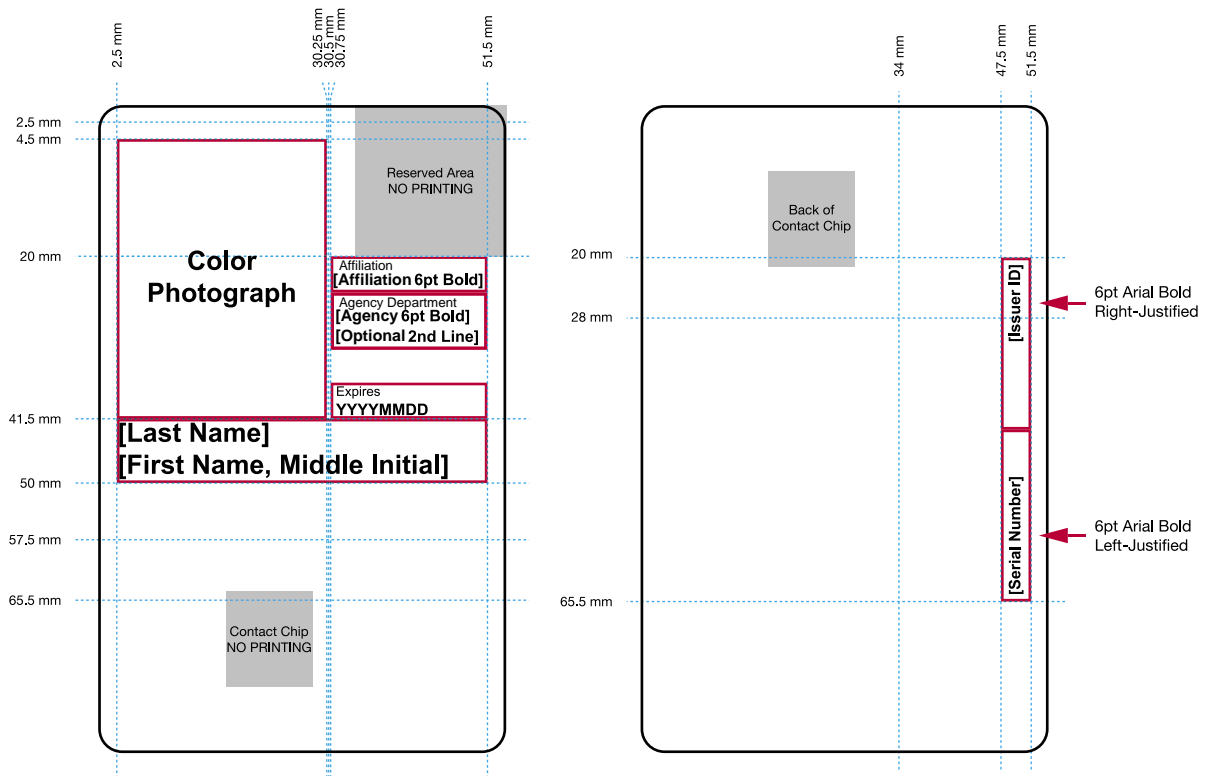 2.5 mm
30.25 mm
30.5 mm
30.75 mm
51.5 mm
2.5 mm
4.5 mm
20 mm
41.5 mm
50 mm
57.5 mm
65.5 mm
Reserved Area
NO PRINTING
Color
Photograph
Affiliation
[Affiliation 6pt Bold]
Agency Department
[Agency 6pt Bold]
[Optional 2nd Line]
Expires
YYYYMMDD
[Last Name]
[First Name, Middle Initial]
Contact Chip
NO PRINTING
34 mm
47.5 mm
51.5 mm
20 mm
28 mm
65.5 mm
Back of
Contact Chip
[Issuer ID]
6pt Arial Bold
Right-Justified
[Serial Number]
6pt Arial Bold
Left-Justified